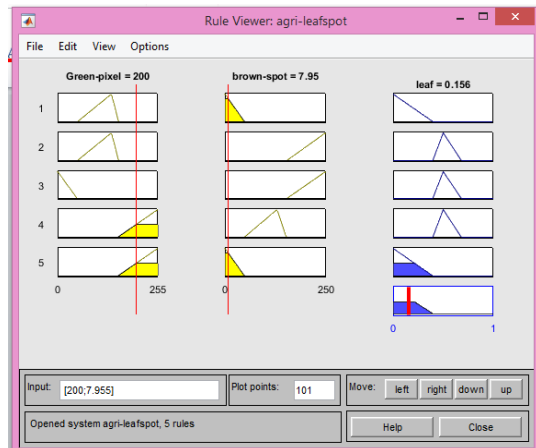 Rule Viewer: agri-leafspot
File Edit View Options
Green-pixel = 200 brown-spot = 7.95 leaf = 0.156
1
2
3
4
5
0 255 0 250
0 1
Input: [200;7.955] Plot points: 101 Move: left right down up
Opened system agri-leafspot, 5 rules Help Close